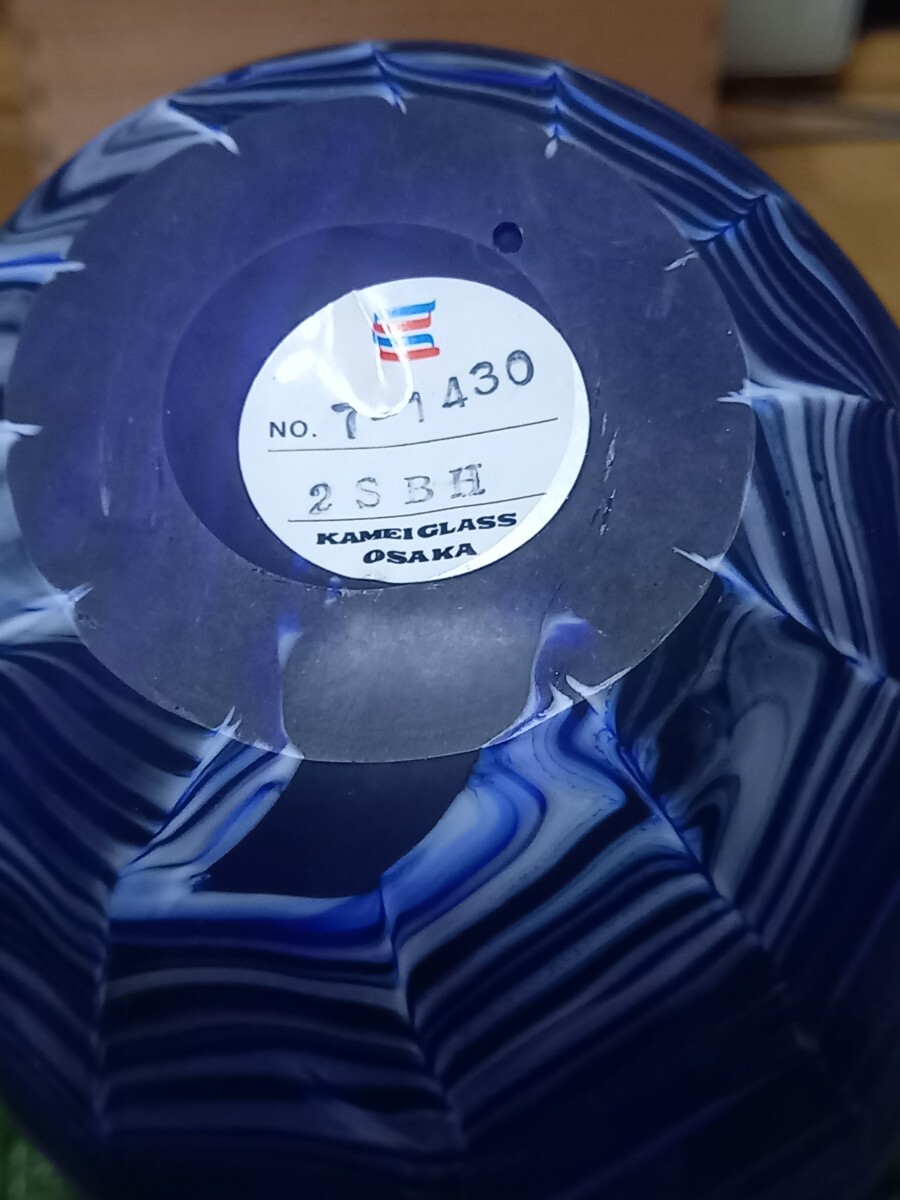 NO. 7-1430
2SBH
KAMEI GLASS
OSAKA